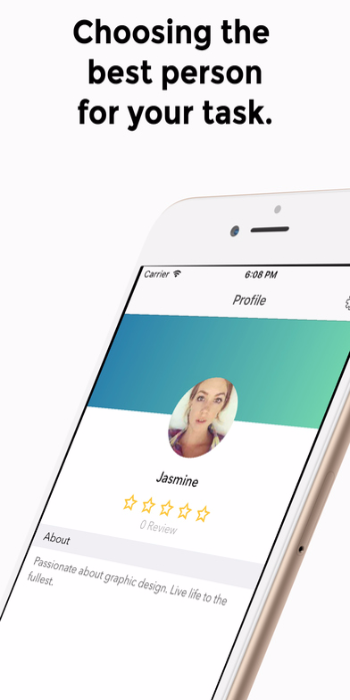 Choosing the
best person
for your task.
Carrier 6:08 PM
Profile
Jasmine
0 Review
About
Passionate about graphic design. Live life to the
fullest.